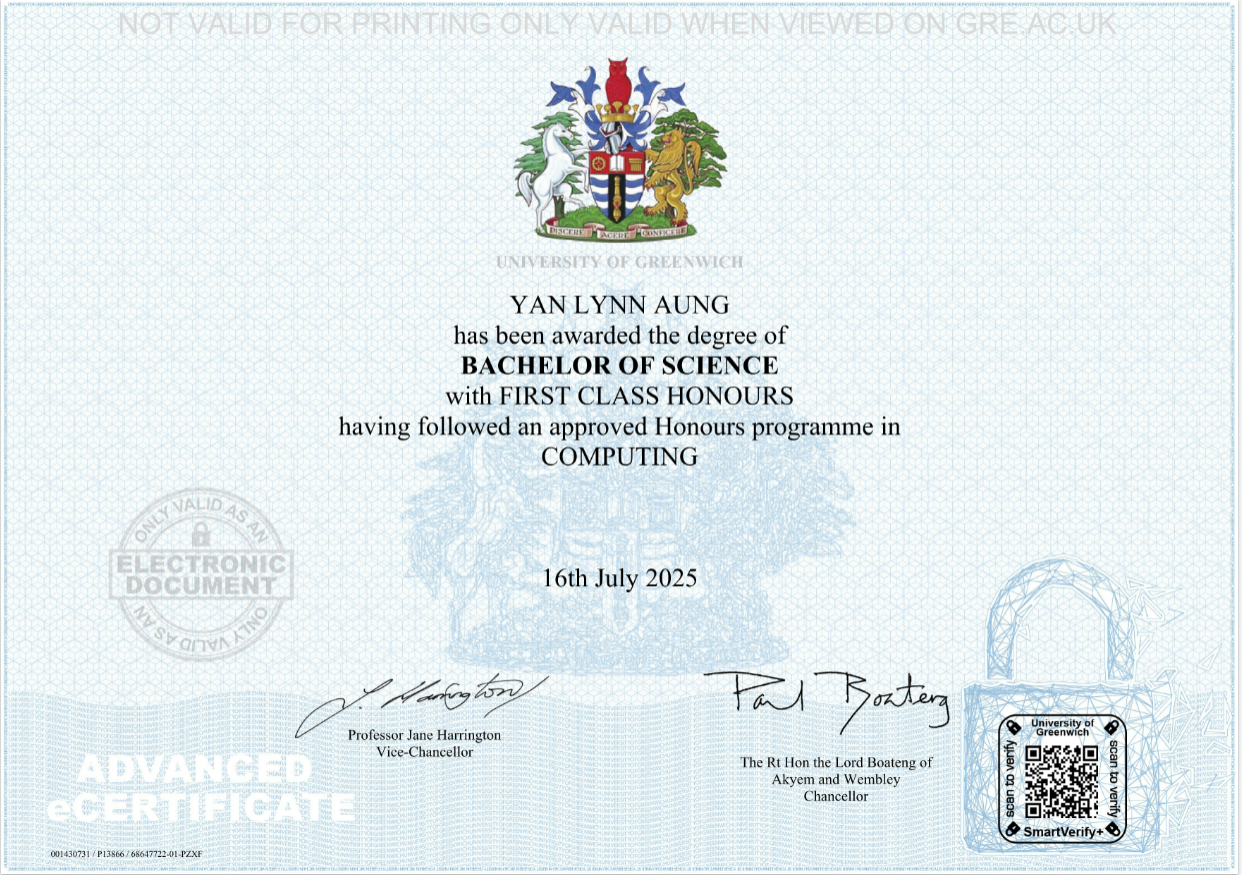 NOT VALID FOR PRINTING ONLY VALID WHEN VIEWED ON GRE.AC.UK
DISCERE AGERE CONFICERE
UNIVERSITY OF GREENWICH
YAN LYNN AUNG
has been awarded the degree of
BACHELOR OF SCIENCE
with FIRST CLASS HONOURS
having followed an approved Honours programme in
COMPUTING
ONLY VALID AS AN
ELECTRONIC
DOCUMENT
ONLY VALID AS AN
16th July 2025
J. Harrington
Professor Jane Harrington
Vice-Chancellor
Paul Boateng
The Rt Hon the Lord Boateng of
Akyem and Wembley
Chancellor
University of
Greenwich
scan to verify
scan to verify
SmartVerify+
ADVANCED
eCERTIFICATE
001430731 / P13866 / 68647722-01-PZXF